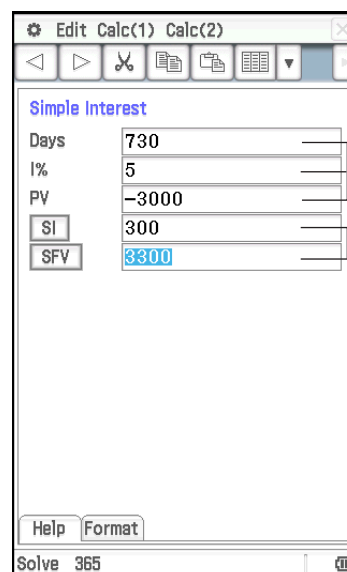 Edit Calc(1) Calc(2)
Simple Interest
Days 730
I% 5
PV −3000
SI 300
SFV 3300
Help Format
Solve 365